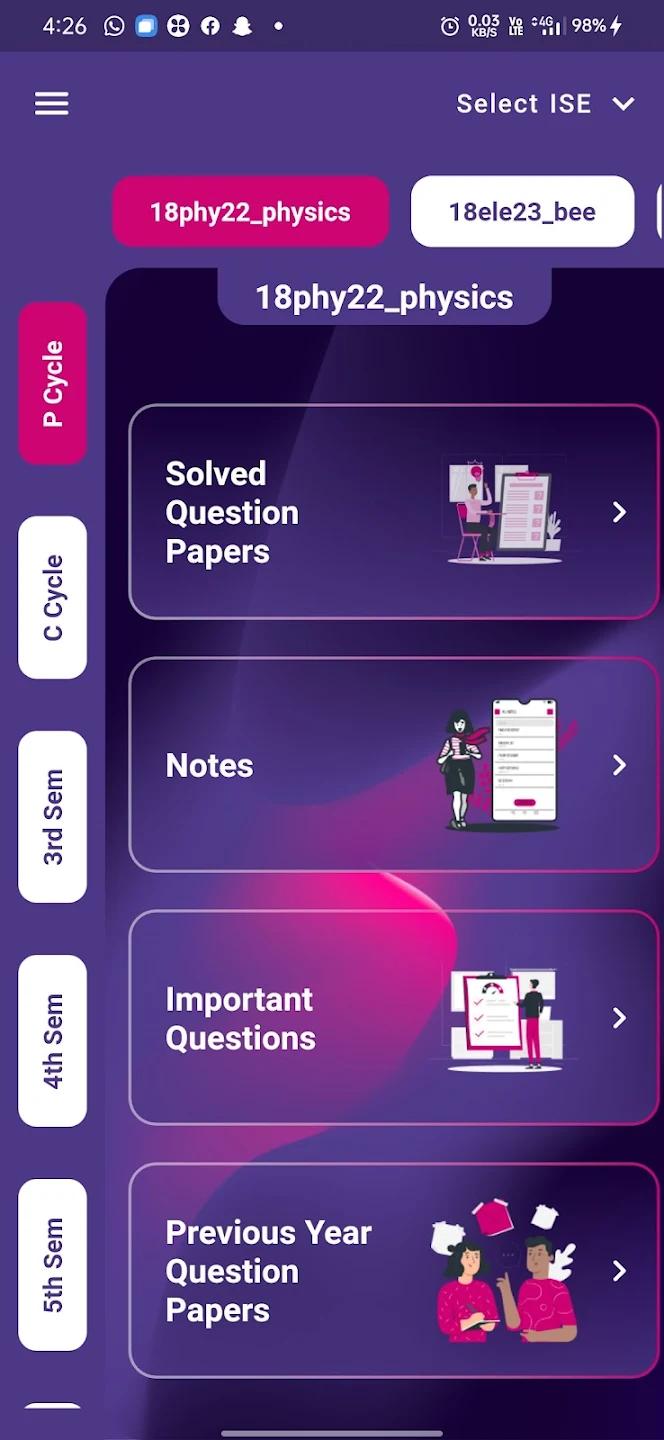 4:26
0.03 KB/S
Vo LTE
4G
98%
Select ISE
18phy22_physics
18ele23_bee
18phy22_physics
P Cycle
C Cycle
3rd Sem
4th Sem
5th Sem
Solved
Question
Papers
Notes
Important
Questions
Previous Year
Question
Papers